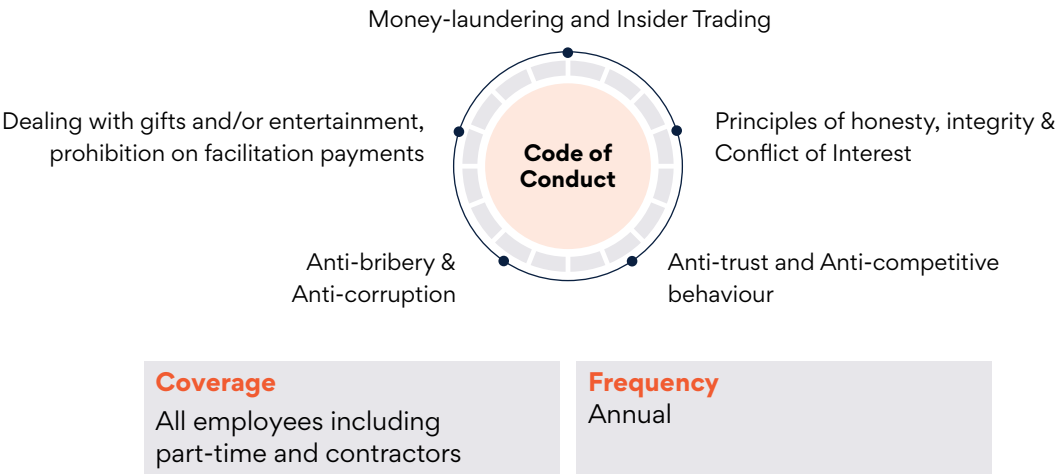 Money-laundering and Insider Trading
Dealing with gifts and/or entertainment,
prohibition on facilitation payments
Principles of honesty, integrity &
Conflict of Interest
Code of
Conduct
Anti-bribery &
Anti-corruption
Anti-trust and Anti-competitive
behaviour
Coverage
All employees including
part-time and contractors
Frequency
Annual